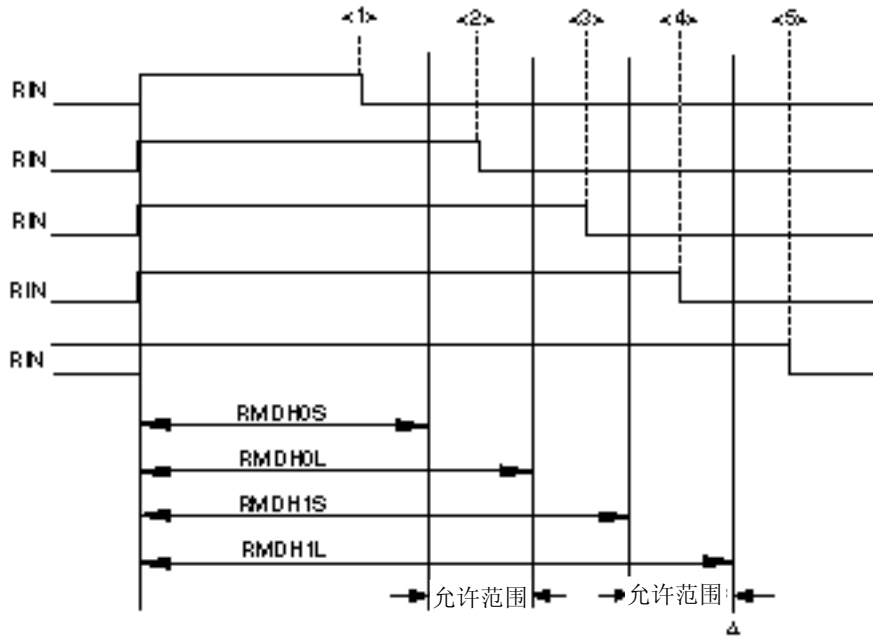 <1> <2> <3> <4> <5>
RIN
RIN
RIN
RIN
RIN
RMDH0S
RMDH0L
RMDH1S
RMDH1L
允许范围 允许范围
Δ